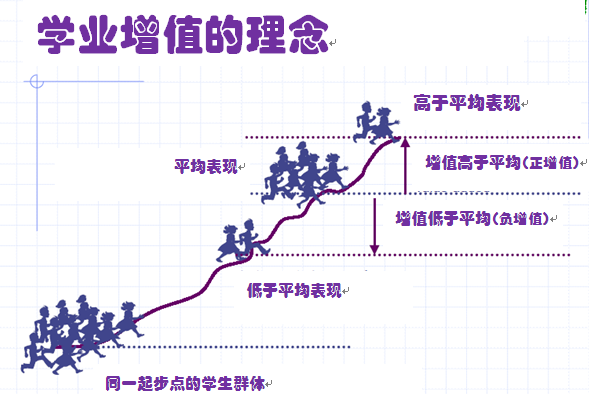 学业增值的理念
高于平均表现
平均表现
增值高于平均(正增值)
增值低于平均(负增值)
低于平均表现
同一起步点的学生群体